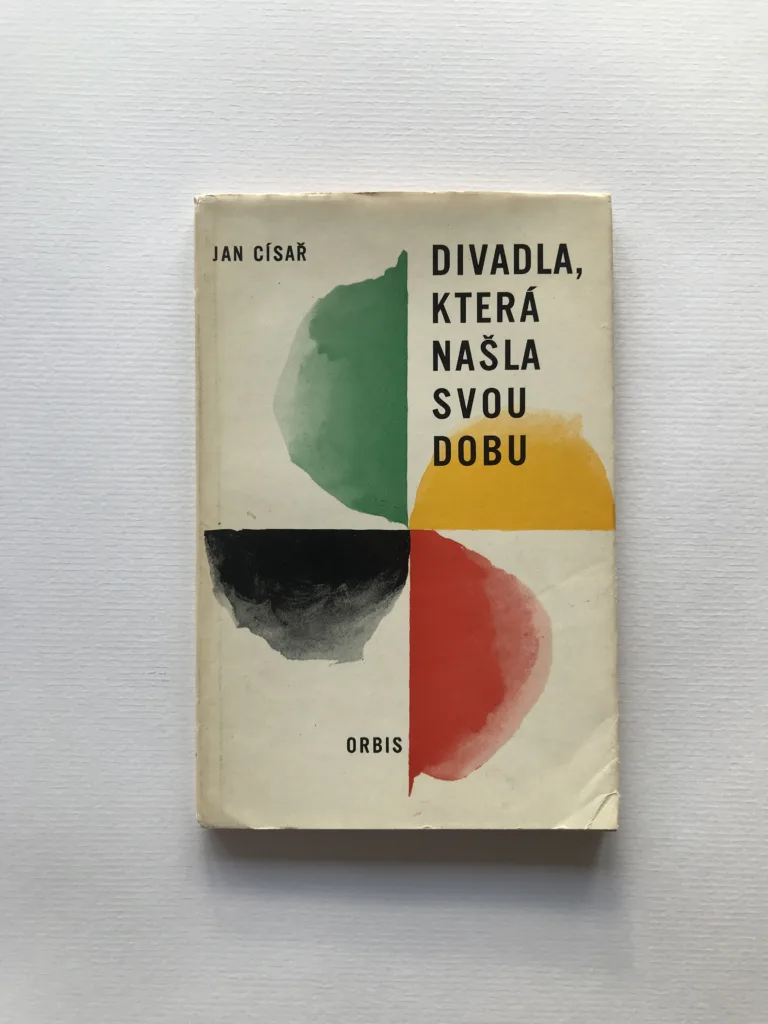 JAN CÍSAŘ
DIVADLA,
KTERÁ
NAŠLA
SVOU
DOBU
ORBIS